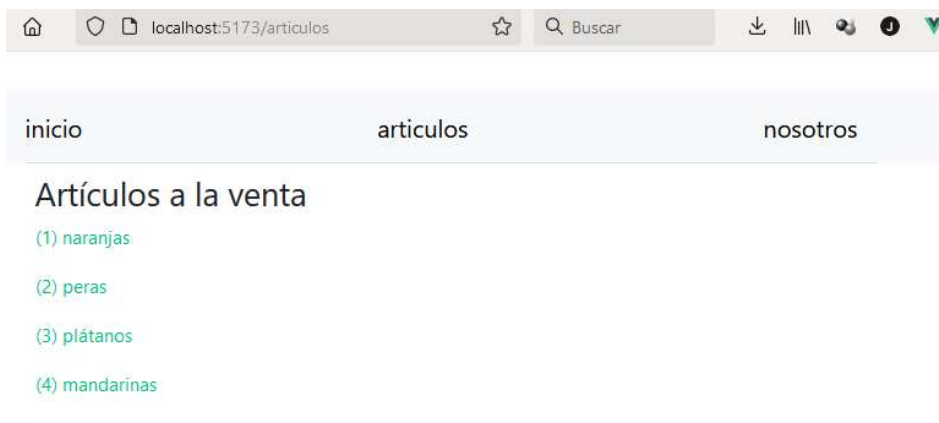 localhost:5173/articulos Buscar
inicio articulos nosotros
Artículos a la venta
(1) naranjas
(2) peras
(3) plátanos
(4) mandarinas